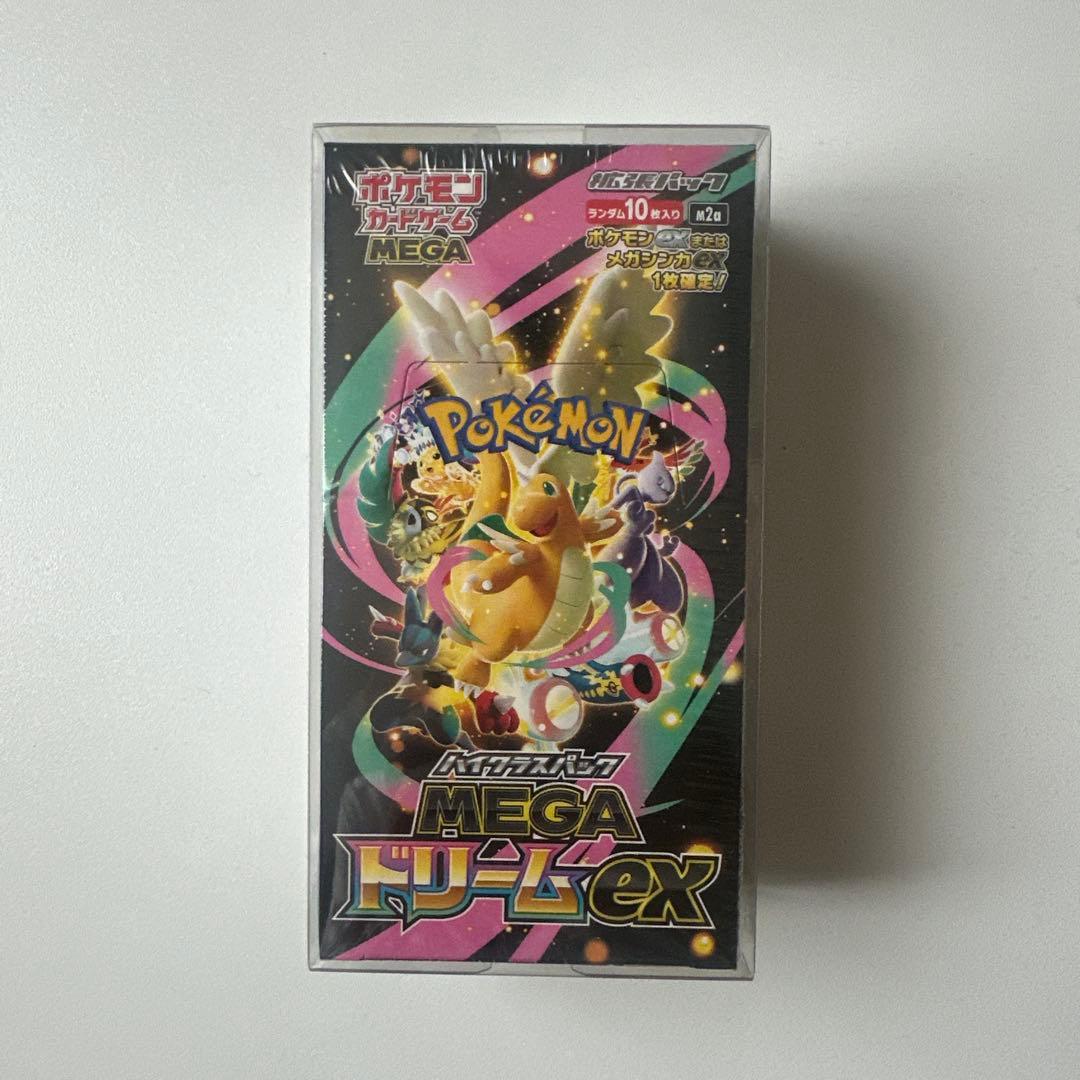 ポケモン
カードゲーム
MEGA
拡張パック
ランダム10枚入り M2a
ポケモンexまたは
メガシンカex
1枚確定!
POKÉMON
ハイクラスパック
MEGA
ドリームex